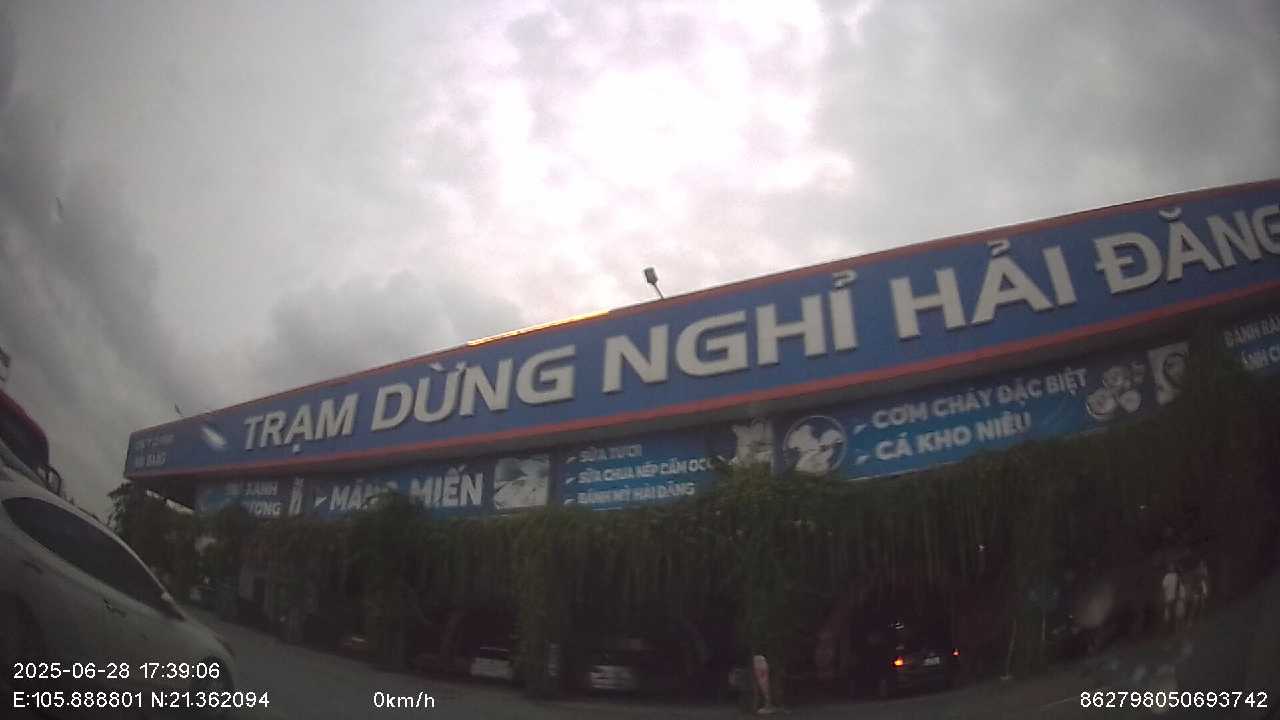 TRẠM DỪNG NGHỈ HẢI ĐĂNG
XANH
MĂNG MIẾN
SỮA TƯƠI
SỮA CHUA NẾP CẨM
BÁNH MỲ HẢI ĐĂNG
CƠM CHÁY ĐẶC BIỆT
CÁ KHO NIÊU
2025-06-28 17:39:06
E:105.888801 N:21.362094
0km/h
862798050693742